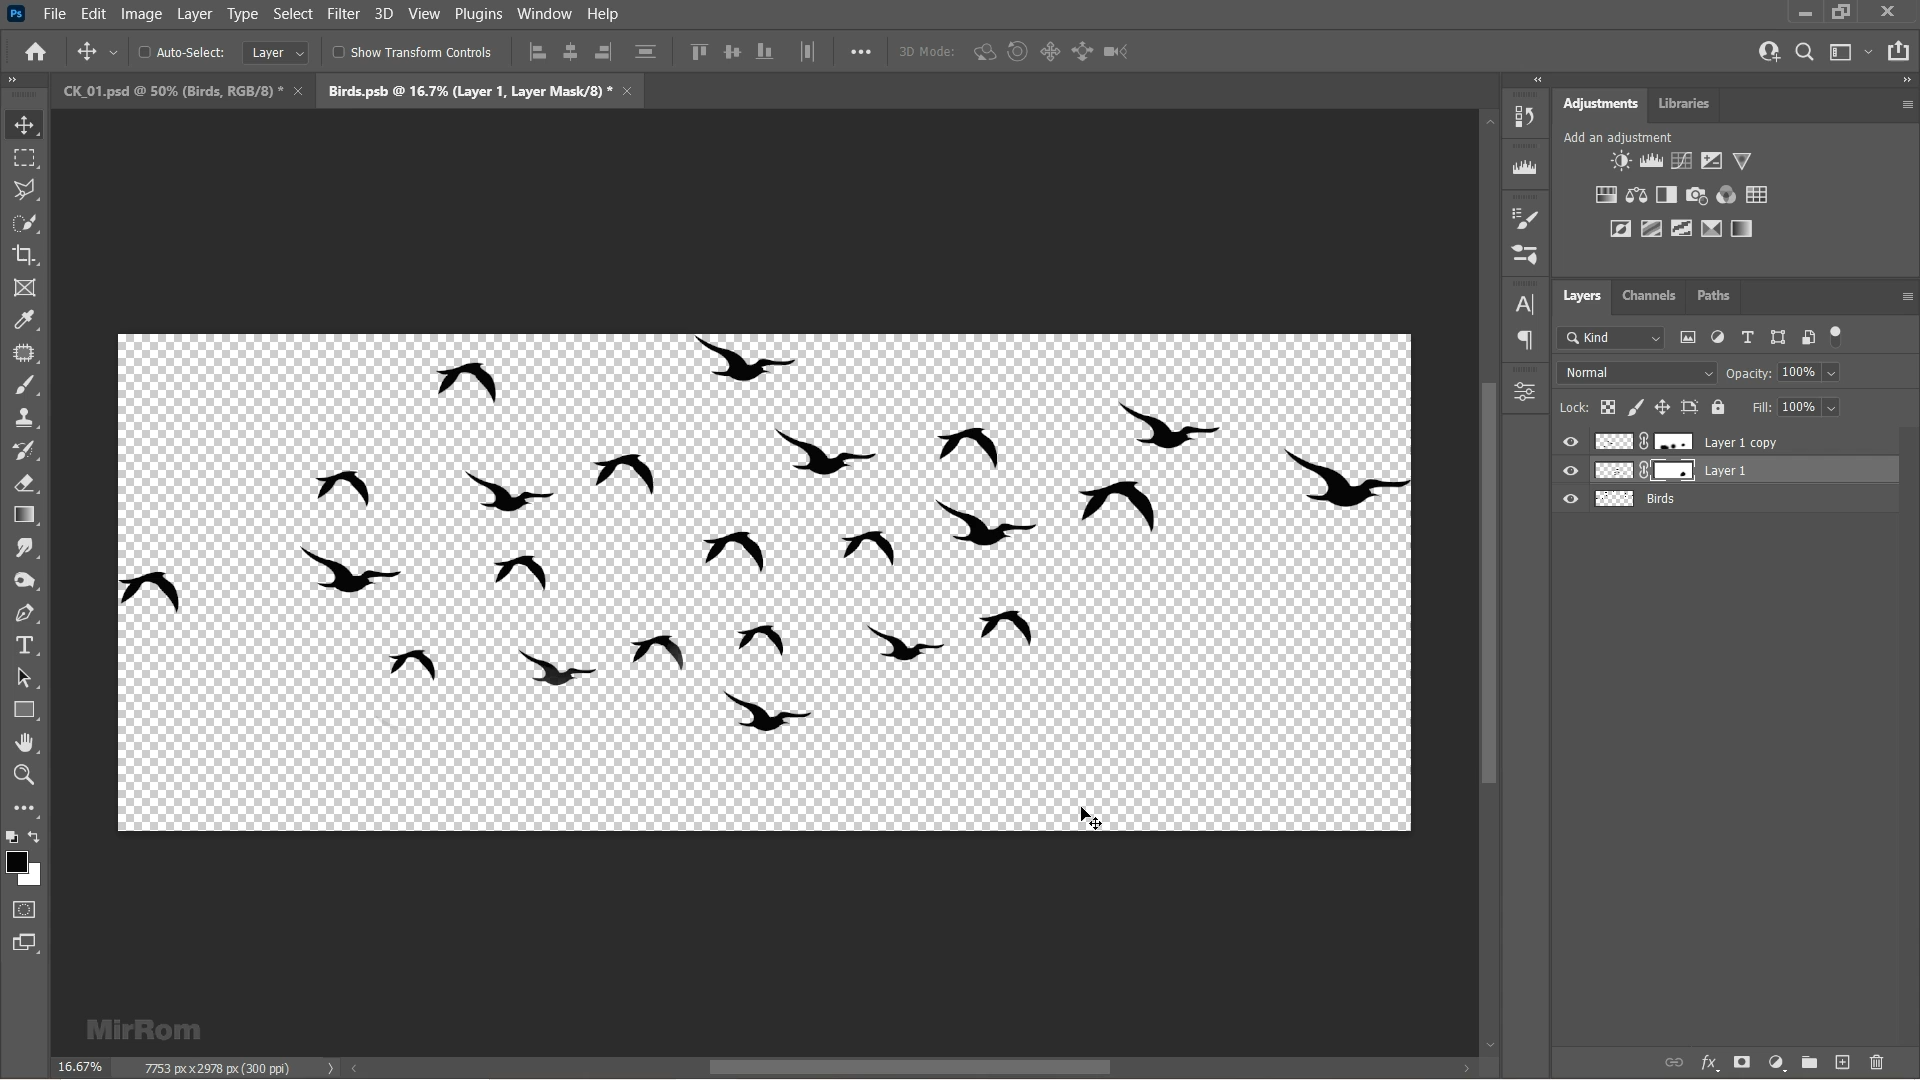 Ps File Edit Image Layer Type Select Filter 3D View Plugins Window Help
Auto-Select: Layer Show Transform Controls 3D Mode:
CK_01.psd @ 50% (Birds, RGB/8) * Birds.psb @ 16.7% (Layer 1, Layer Mask/8) *
Adjustments Libraries
Add an adjustment
Layers Channels Paths
Kind
Normal Opacity: 100%
Lock: Fill: 100%
Layer 1 copy
Layer 1
Birds
MirRom
16.67% 7753 px x 2978 px (300 ppi)